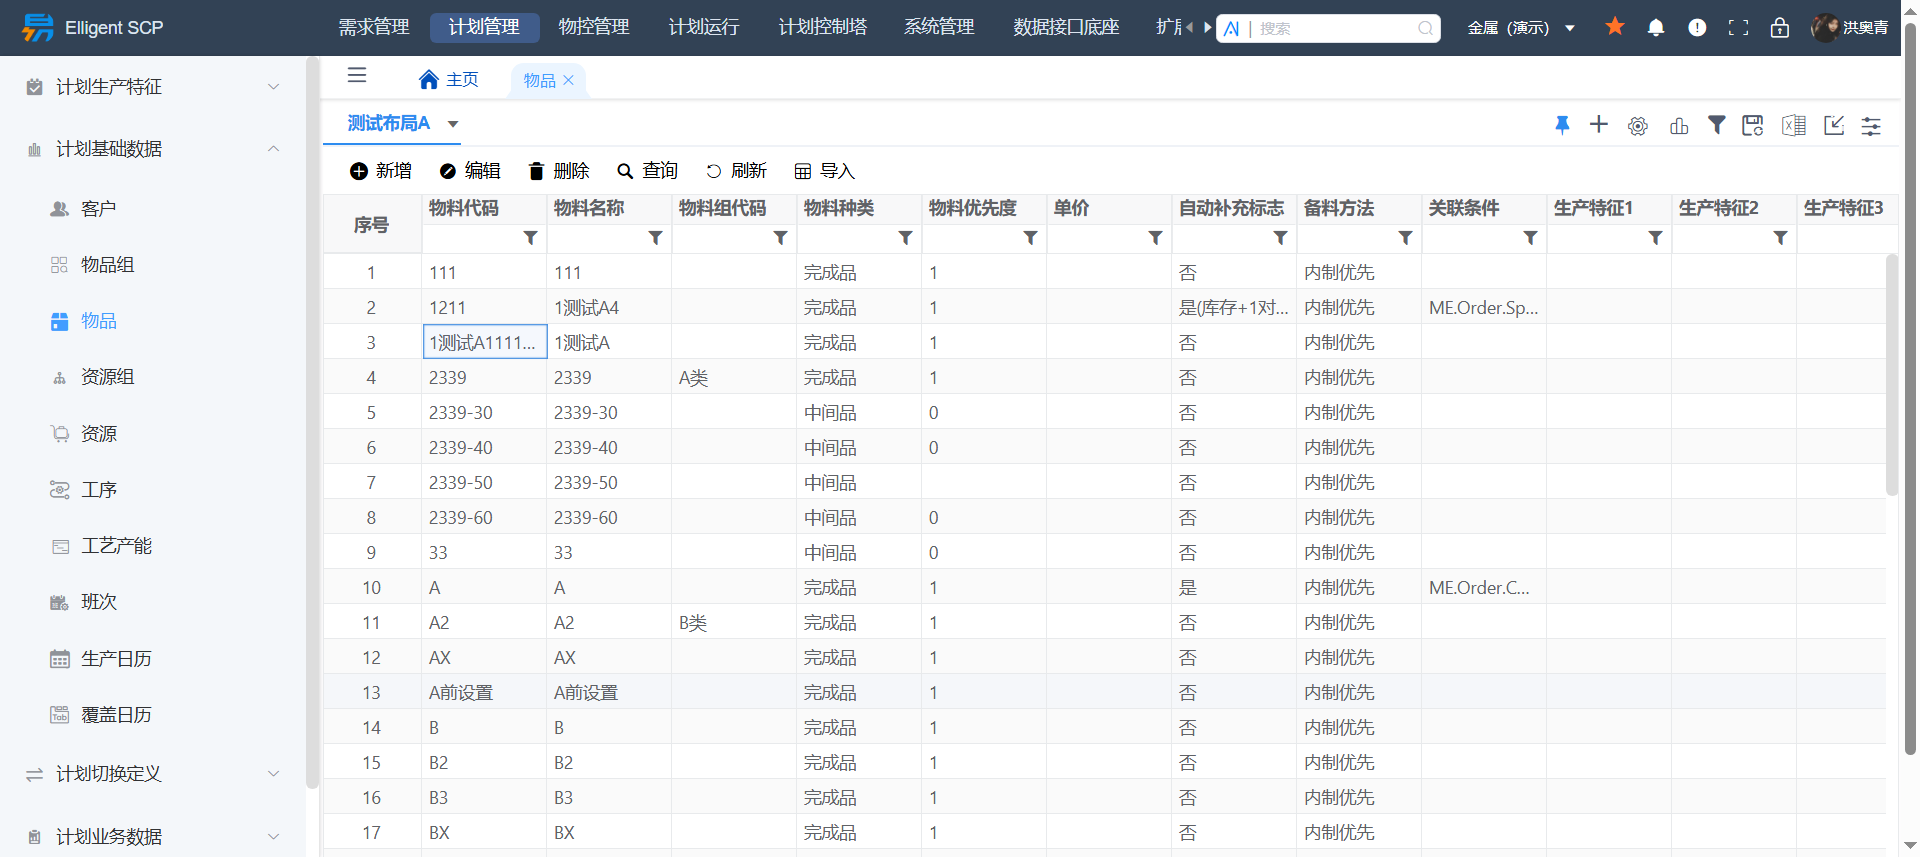 Elligent SCP
需求管理 计划管理 物控管理 计划运行 计划控制塔 系统管理 数据接口底座
搜索
金属 (演示)
洪奥青
计划生产特征
计划基础数据
客户
物品组
物品
资源组
资源
工序
工艺产能
班次
生产日历
覆盖日历
计划切换定义
计划业务数据
主页 物品
测试布局A
新增 编辑 删除 查询 刷新 导入
序号 物料代码 物料名称 物料组代码 物料种类 物料优先度 单价 自动补充标志 备料方法 关联条件 生产特征1 生产特征2 生产特征3
1 111 111 完成品 1 否 内制优先
2 1211 1测试A4 完成品 1 是(库存+1对... 内制优先 ME.Order.Sp...
3 1测试A1111... 1测试A 完成品 1 否 内制优先
4 2339 2339 A类 完成品 1 否 内制优先
5 2339-30 2339-30 中间品 0 否 内制优先
6 2339-40 2339-40 中间品 0 否 内制优先
7 2339-50 2339-50 中间品 否 内制优先
8 2339-60 2339-60 中间品 0 否 内制优先
9 33 33 中间品 0 否 内制优先
10 A A 完成品 1 是 内制优先 ME.Order.C...
11 A2 A2 B类 完成品 1 否 内制优先
12 AX AX 完成品 1 否 内制优先
13 A前设置 A前设置 完成品 1 否 内制优先
14 B B 完成品 1 否 内制优先
15 B2 B2 完成品 1 否 内制优先
16 B3 B3 完成品 1 否 内制优先
17 BX BX 完成品 1 否 内制优先